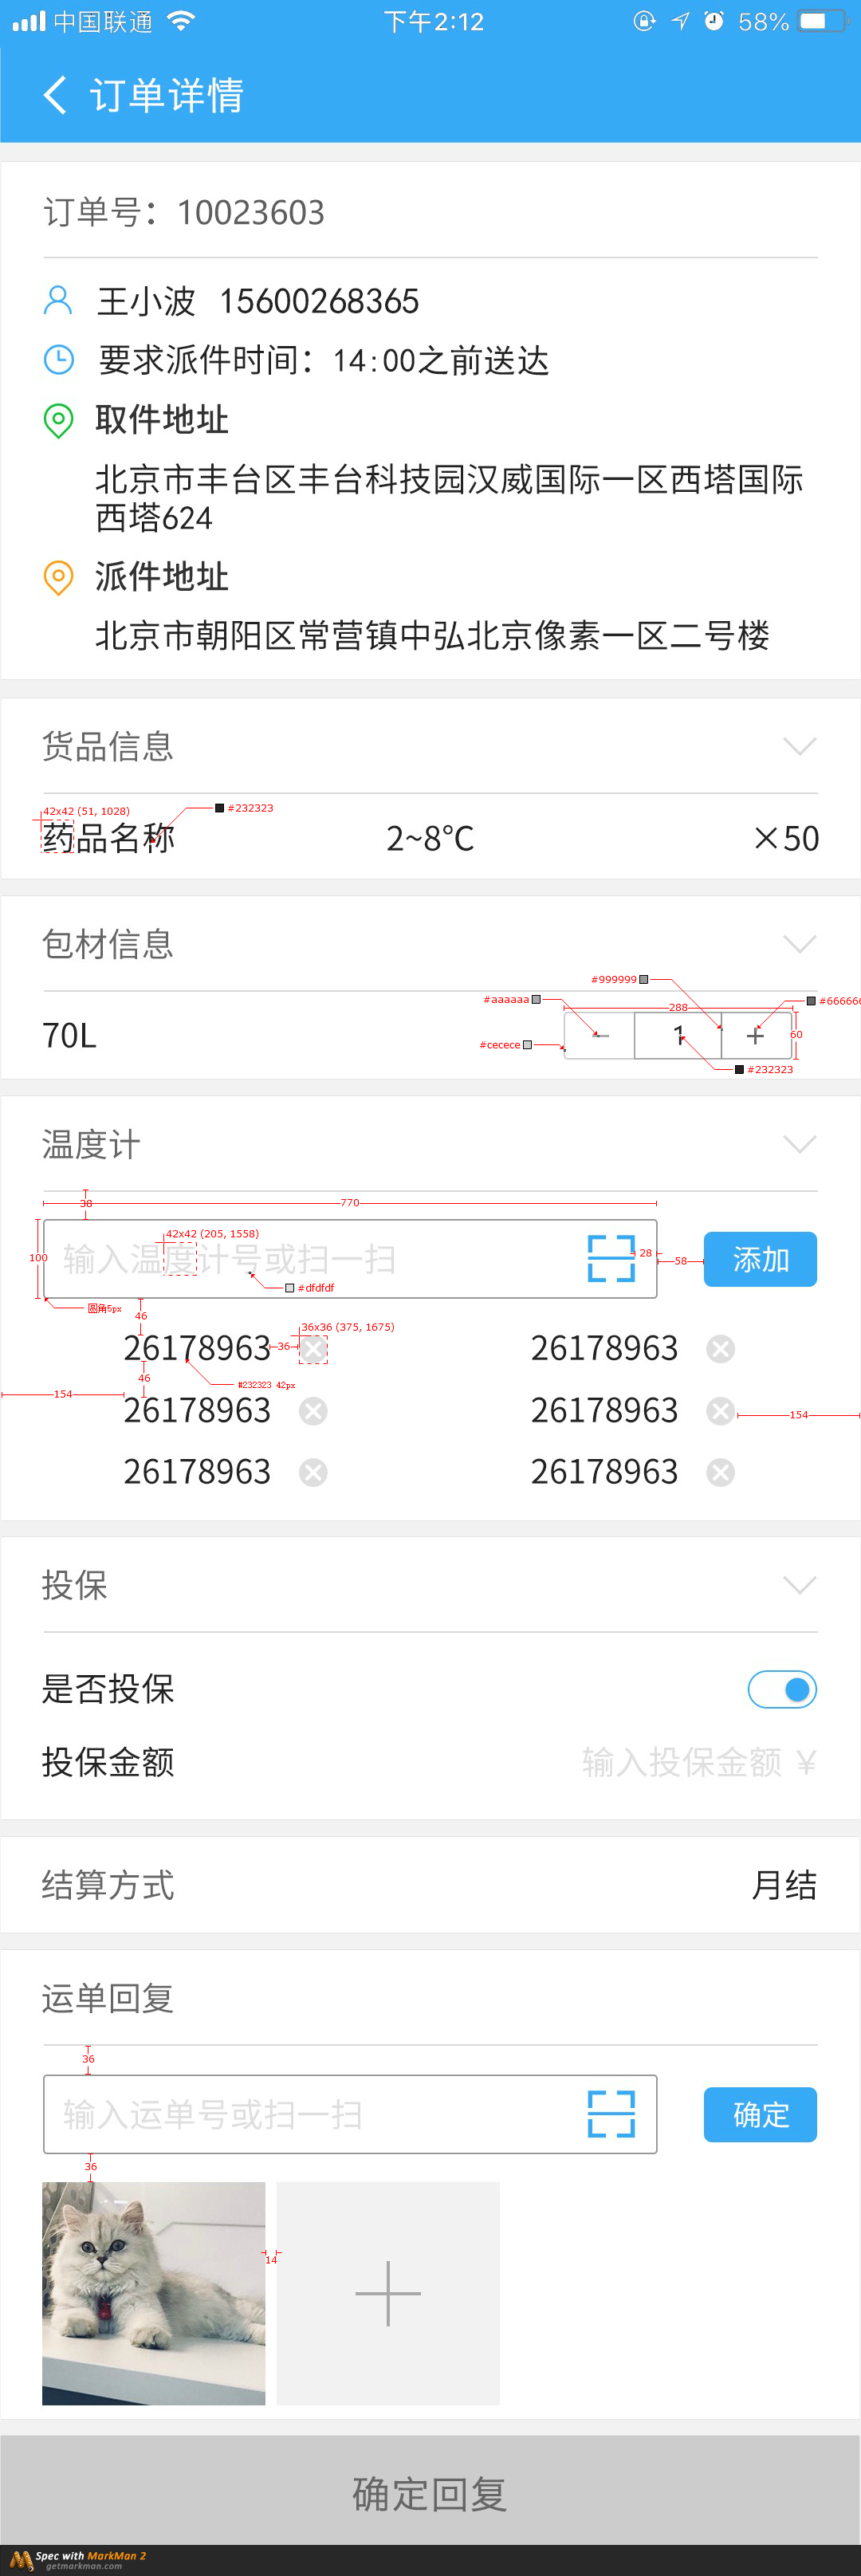 中国联通 下午2:12 58%
订单详情
订单号：10023603
王小波 15600268365
要求派件时间：14:00之前送达
取件地址
北京市丰台区丰台科技园汉威国际一区西塔国际
西塔624
派件地址
北京市朝阳区常营镇中弘北京像素一区二号楼
货品信息
42x42 (51, 1028) #232323
药品名称 2~8°C ×50
包材信息
#999999
#aaaaaa 288 #666666
70L 1 60
#cecece
#232323
温度计
38 770
42x42 (205, 1558)
100 输入温度计号或扫一扫 28 58 添加
#dfdfdf
圆角5px
46 36x36 (375, 1675)
26178963 36 26178963
46 #232323 42px
154 154
26178963 26178963
26178963 26178963
投保
是否投保
投保金额 输入投保金额 ￥
结算方式 月结
运单回复
36
输入运单号或扫一扫 确定
36
14
确定回复
Spec with MarkMan 2
getmarkman.com